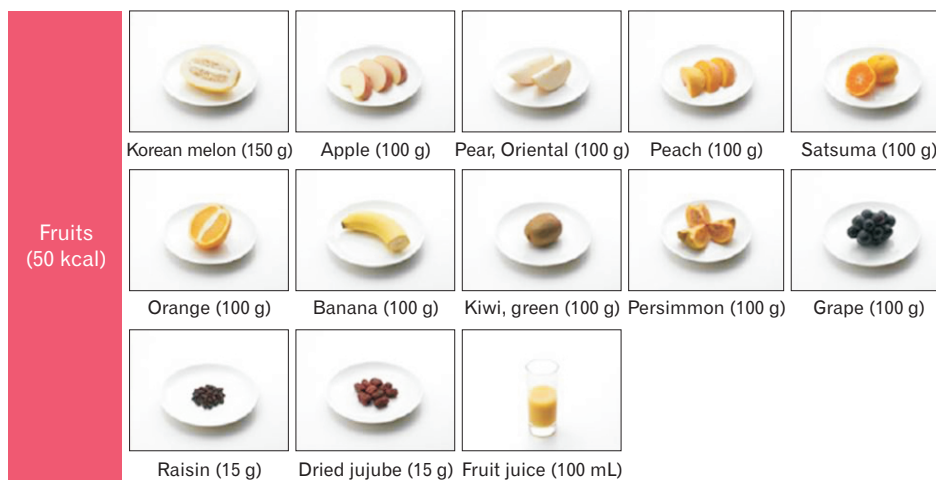 Fruits
(50 kcal)
Korean melon (150 g)
Apple (100 g)
Pear, Oriental (100 g)
Peach (100 g)
Satsuma (100 g)
Orange (100 g)
Banana (100 g)
Kiwi, green (100 g)
Persimmon (100 g)
Grape (100 g)
Raisin (15 g)
Dried jujube (15 g)
Fruit juice (100 mL)